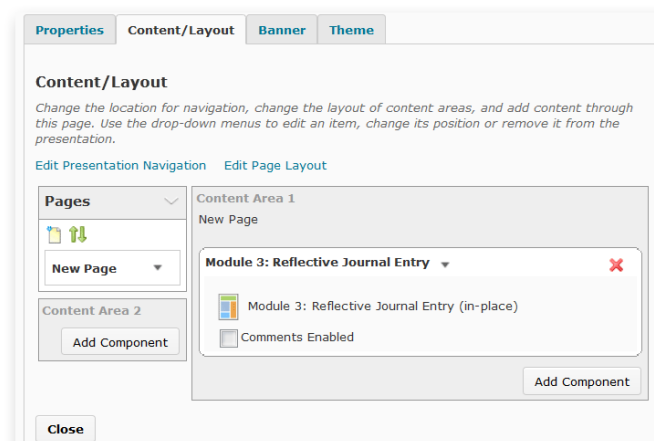 Properties Content/Layout Banner Theme
Content/Layout
Change the location for navigation, change the layout of content areas, and add content through
this page. Use the drop-down menus to edit an item, change its position or remove it from the
presentation.
Edit Presentation Navigation Edit Page Layout
Pages
New Page
Content Area 2
Add Component
Content Area 1
New Page
Module 3: Reflective Journal Entry
Module 3: Reflective Journal Entry (in-place)
Comments Enabled
Add Component
Close